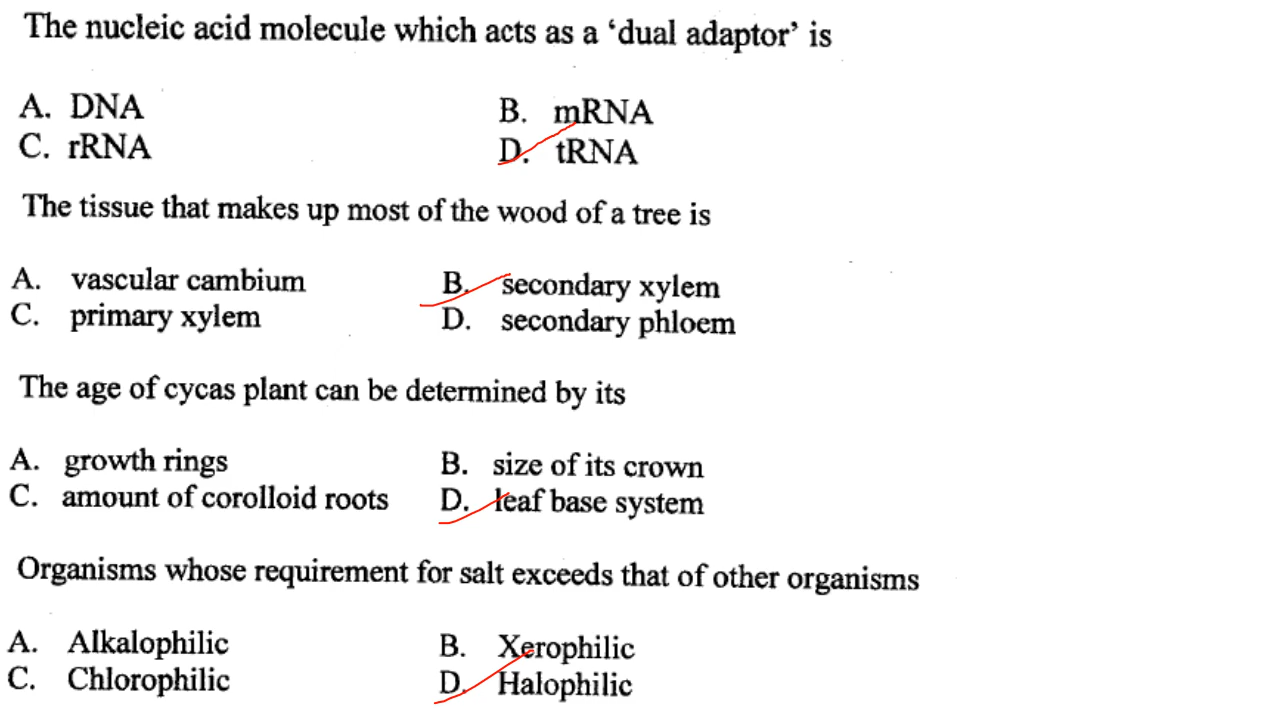 The nucleic acid molecule which acts as a ‘dual adaptor’ is
A. DNA B. mRNA
C. rRNA D. tRNA
The tissue that makes up most of the wood of a tree is
A. vascular cambium B. secondary xylem
C. primary xylem D. secondary phloem
The age of cycas plant can be determined by its
A. growth rings B. size of its crown
C. amount of corolloid roots D. leaf base system
Organisms whose requirement for salt exceeds that of other organisms
A. Alkalophilic B. Xerophilic
C. Chlorophilic D. Halophilic